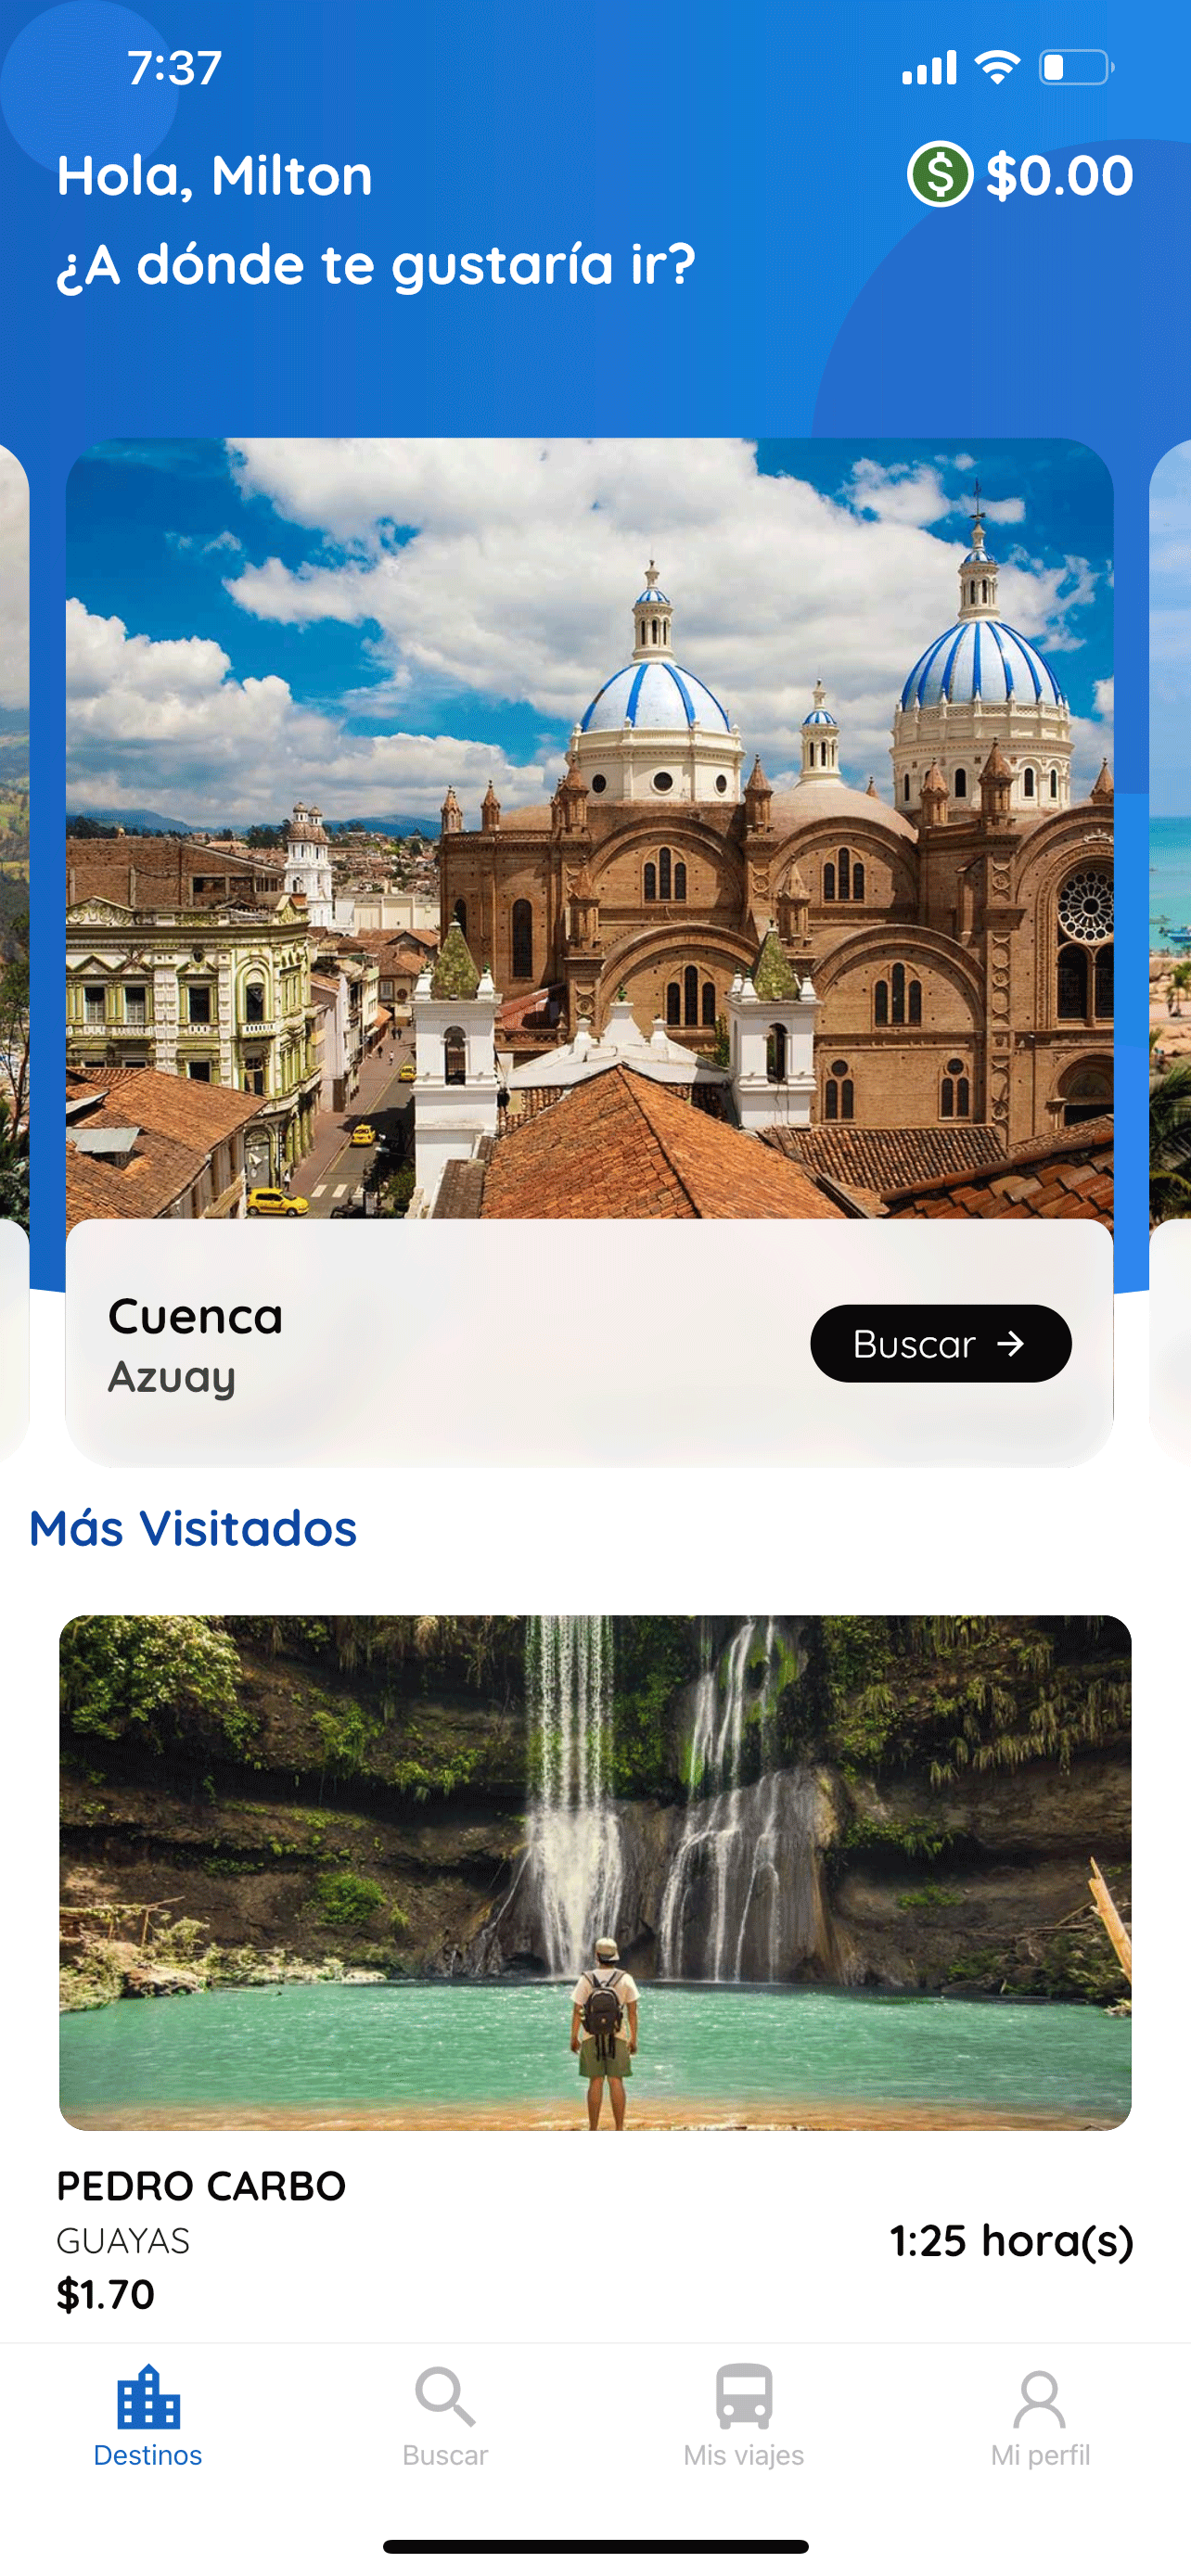 7:37
Hola, Milton
$ $0.00
¿A dónde te gustaría ir?
Cuenca
Azuay
Buscar →
Más Visitados
PEDRO CARBO
GUAYAS
1:25 hora(s)
$1.70
Destinos
Buscar
Mis viajes
Mi perfil